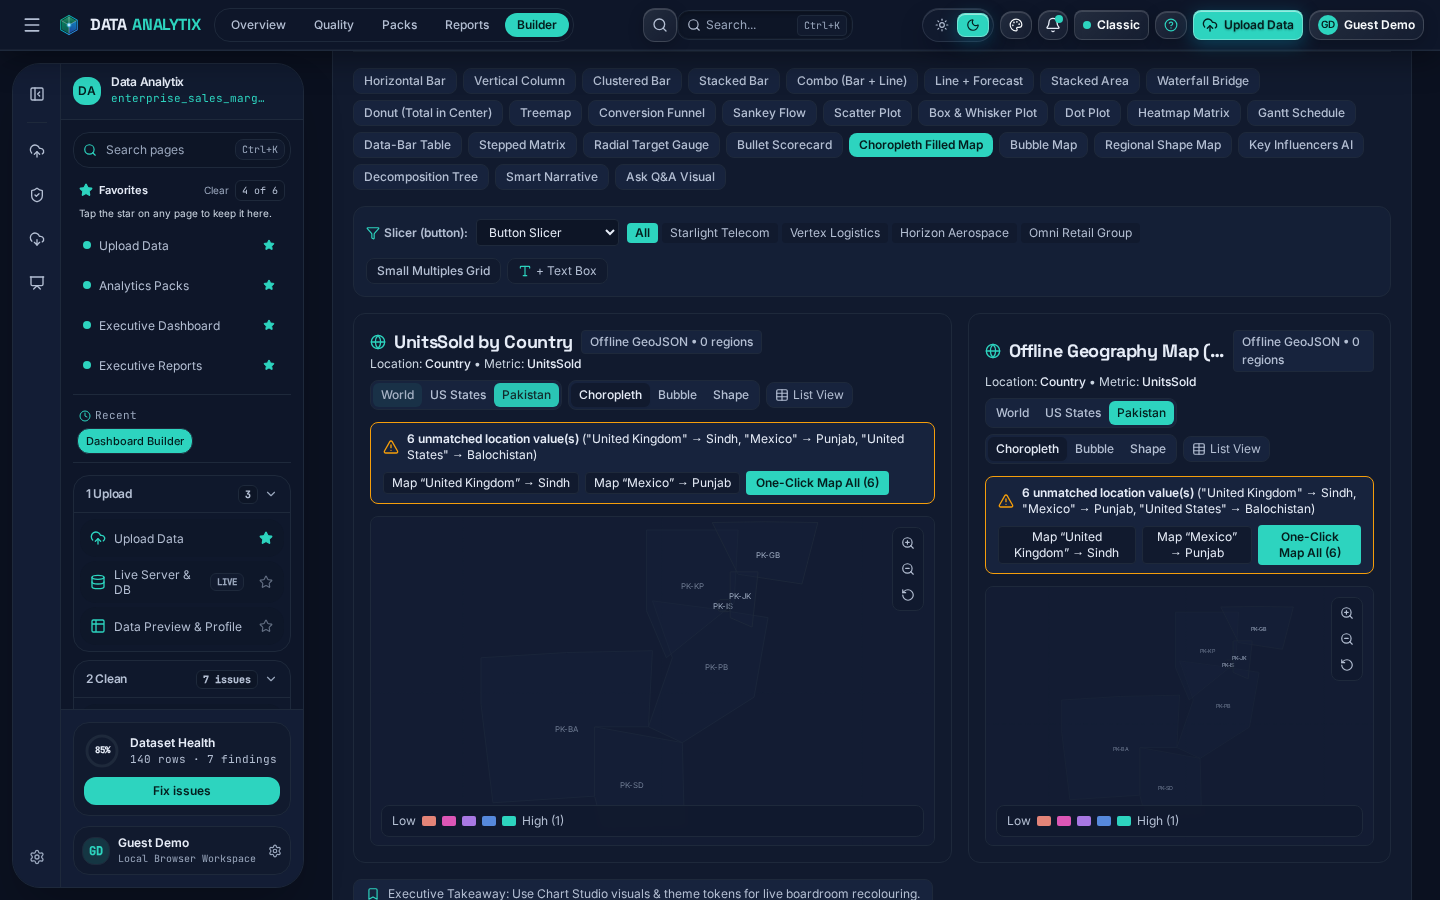 DATA ANALYTIX
Overview
Quality
Packs
Reports
Builder
Search...
Ctrl+K
Classic
Upload Data
GD
Guest Demo
DA
Data Analytix
enterprise_sales_marg…
Search pages
Ctrl+K
Favorites
Clear
4 of 6
Tap the star on any page to keep it here.
Upload Data
Analytics Packs
Executive Dashboard
Executive Reports
Recent
Dashboard Builder
1 Upload
3
Upload Data
Live Server &
DB
LIVE
Data Preview & Profile
2 Clean
7 issues
85%
Dataset Health
140 rows · 7 findings
Fix issues
GD
Guest Demo
Local Browser Workspace
Horizontal Bar
Vertical Column
Clustered Bar
Stacked Bar
Combo (Bar + Line)
Line + Forecast
Stacked Area
Waterfall Bridge
Donut (Total in Center)
Treemap
Conversion Funnel
Sankey Flow
Scatter Plot
Box & Whisker Plot
Dot Plot
Heatmap Matrix
Gantt Schedule
Data-Bar Table
Stepped Matrix
Radial Target Gauge
Bullet Scorecard
Choropleth Filled Map
Bubble Map
Regional Shape Map
Key Influencers AI
Decomposition Tree
Smart Narrative
Ask Q&A Visual
Slicer (button):
Button Slicer
All
Starlight Telecom
Vertex Logistics
Horizon Aerospace
Omni Retail Group
Small Multiples Grid
+ Text Box
UnitsSold by Country
Offline GeoJSON • 0 regions
Location: Country • Metric: UnitsSold
World
US States
Pakistan
Choropleth
Bubble
Shape
List View
6 unmatched location value(s) ("United Kingdom" → Sindh, "Mexico" → Punjab, "United
States" → Balochistan)
Map "United Kingdom" → Sindh
Map "Mexico" → Punjab
One-Click Map All (6)
PK-GB
PK-KP
PK-JK
PK-IS
PK-PB
PK-BA
PK-SD
Low
High (1)
Offline Geography Map (...
Offline GeoJSON • 0
regions
Location: Country • Metric: UnitsSold
World
US States
Pakistan
Choropleth
Bubble
Shape
List View
6 unmatched location value(s) ("United Kingdom" → Sindh,
"Mexico" → Punjab, "United States" → Balochistan)
Map "United
Kingdom" → Sindh
Map "Mexico"
→ Punjab
One-Click
Map All (6)
PK-GB
PK-KP
PK-JK
PK-IS
PK-PB
PK-BA
PK-SD
Low
High (1)
Executive Takeaway: Use Chart Studio visuals & theme tokens for live boardroom recolouring.